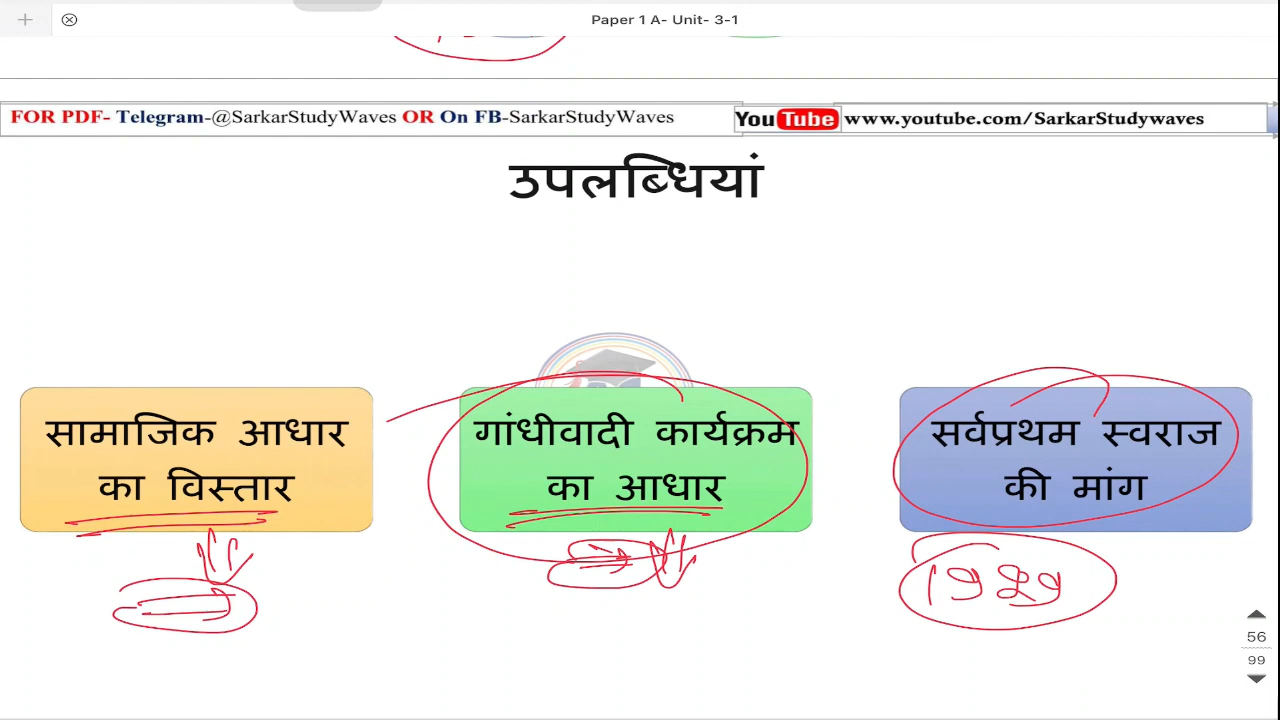 Paper 1 A- Unit- 3-1
FOR PDF- Telegram-@SarkarStudyWaves OR On FB-SarkarStudyWaves
YouTube www.youtube.com/SarkarStudywaves
उपलब्धियां
सामाजिक आधार
का विस्तार
गांधीवादी कार्यक्रम
का आधार
सर्वप्रथम स्वराज
की मांग
1929
56
99